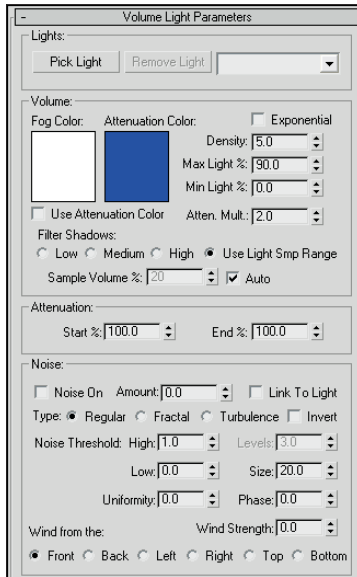 - Volume Light Parameters
Lights:
Pick Light Remove Light
Volume:
Fog Color: Attenuation Color: Exponential
Density: 5.0
Max Light %: 90.0
Min Light %: 0.0
Use Attenuation Color Atten. Mult.: 2.0
Filter Shadows:
Low Medium High Use Light Smp Range
Sample Volume %: 20 Auto
Attenuation:
Start %: 100.0 End %: 100.0
Noise:
Noise On Amount: 0.0 Link To Light
Type: Regular Fractal Turbulence Invert
Noise Threshold: High: 1.0 Levels: 3.0
Low: 0.0 Size: 20.0
Uniformity: 0.0 Phase: 0.0
Wind from the: Wind Strength: 0.0
Front Back Left Right Top Bottom